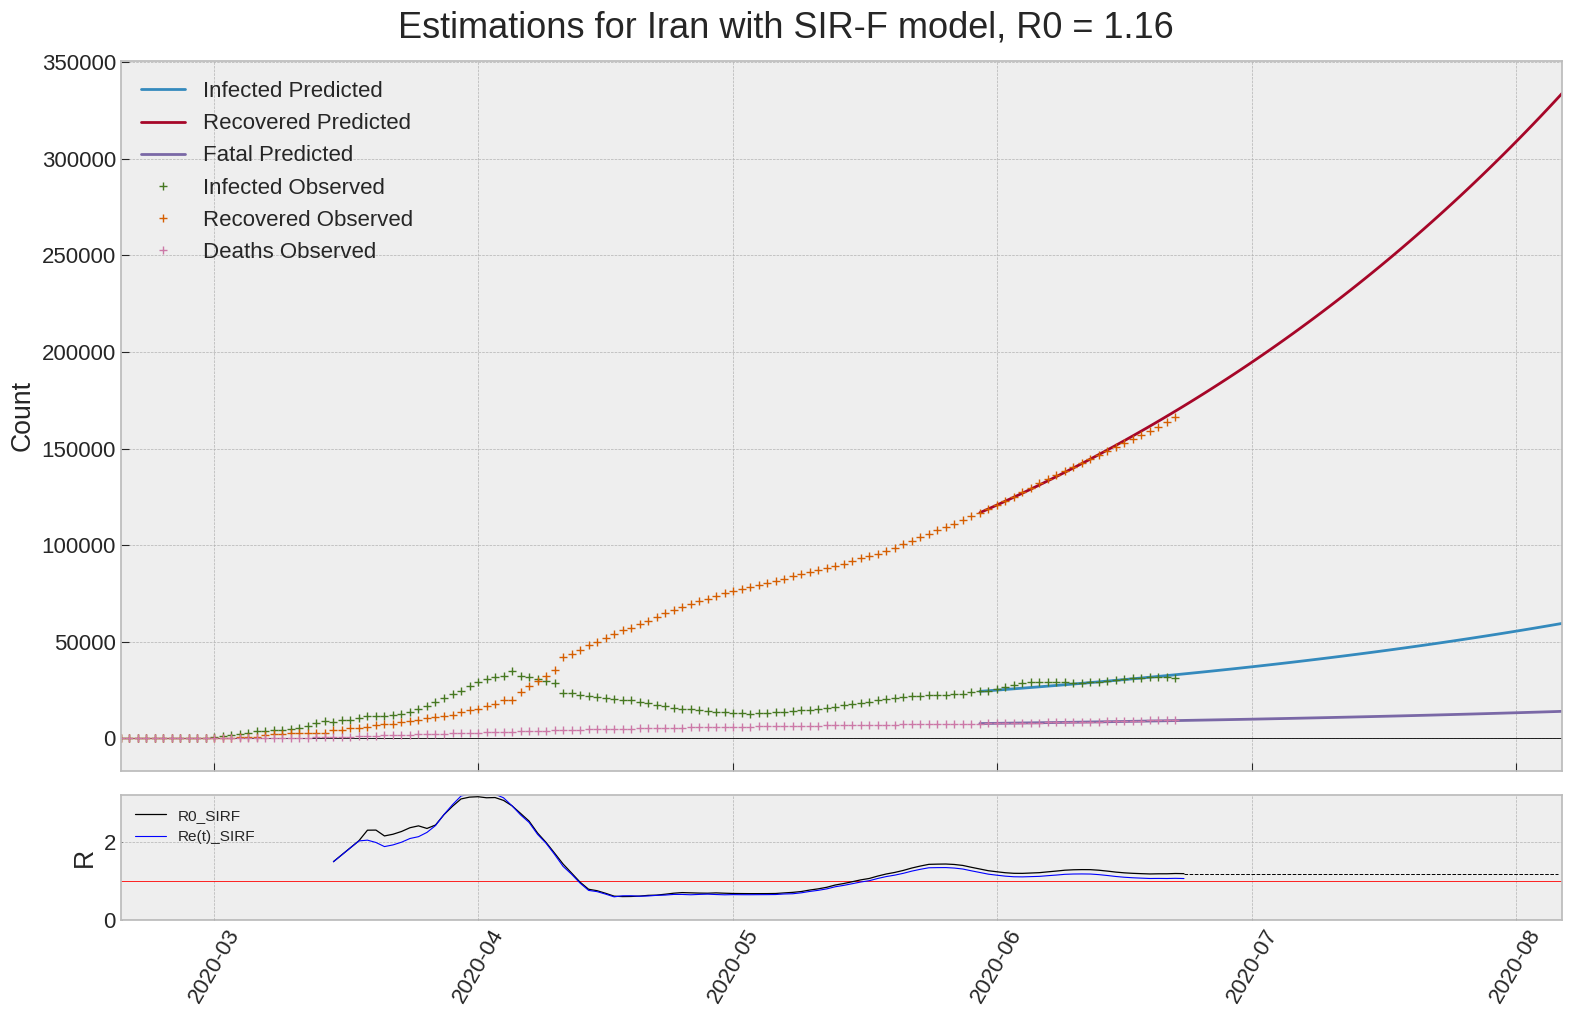 Estimations for Iran with SIR-F model, R0 = 1.16
350000
300000
250000
200000
150000
100000
50000
0
Count
Infected Predicted
Recovered Predicted
Fatal Predicted
Infected Observed
Recovered Observed
Deaths Observed
R0_SIRF
Re(t)_SIRF
2
0
R
2020-03
2020-04
2020-05
2020-06
2020-07
2020-08